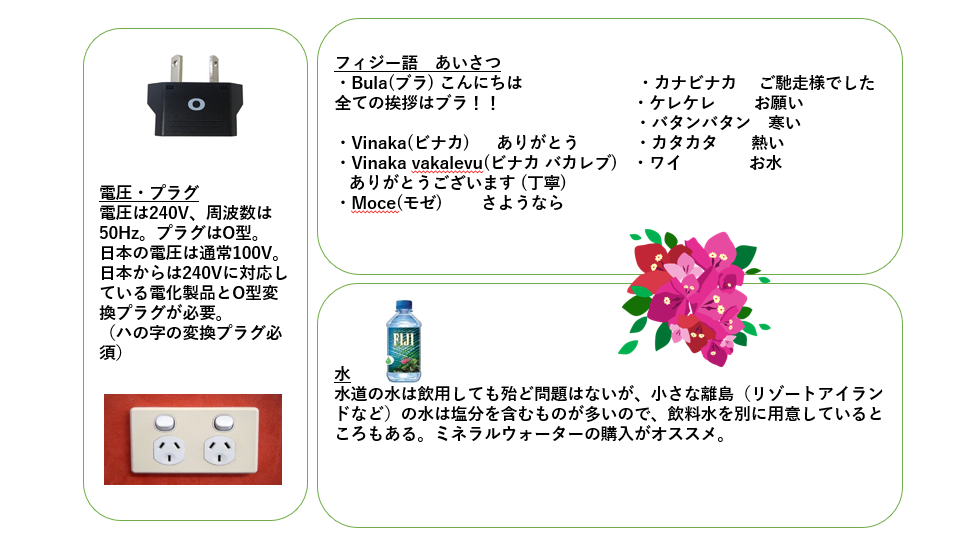 O
電圧・プラグ
電圧は240V、周波数は
50Hz。プラグはO型。
日本の電圧は通常100V。
日本からは240Vに対応し
ている電化製品とO型変
換プラグが必要。
（ハの字の変換プラグ必
須）
フィジー語　あいさつ
・Bula(ブラ) こんにちは
全ての挨拶はブラ！！
・Vinaka(ビナカ)　ありがとう
・Vinaka vakalevu(ビナカ バカレブ)
ありがとうございます (丁寧)
・Moce(モゼ)　さようなら
・カナビナカ　ご馳走様でした
・ケレケレ　お願い
・バタンバタン　寒い
・カタカタ　熱い
・ワイ　お水
FIJI
水
水道の水は飲用しても殆ど問題はないが、小さな離島（リゾートアイラン
ドなど）の水は塩分を含むものが多いので、飲料水を別に用意していると
ころもある。ミネラルウォーターの購入がオススメ。